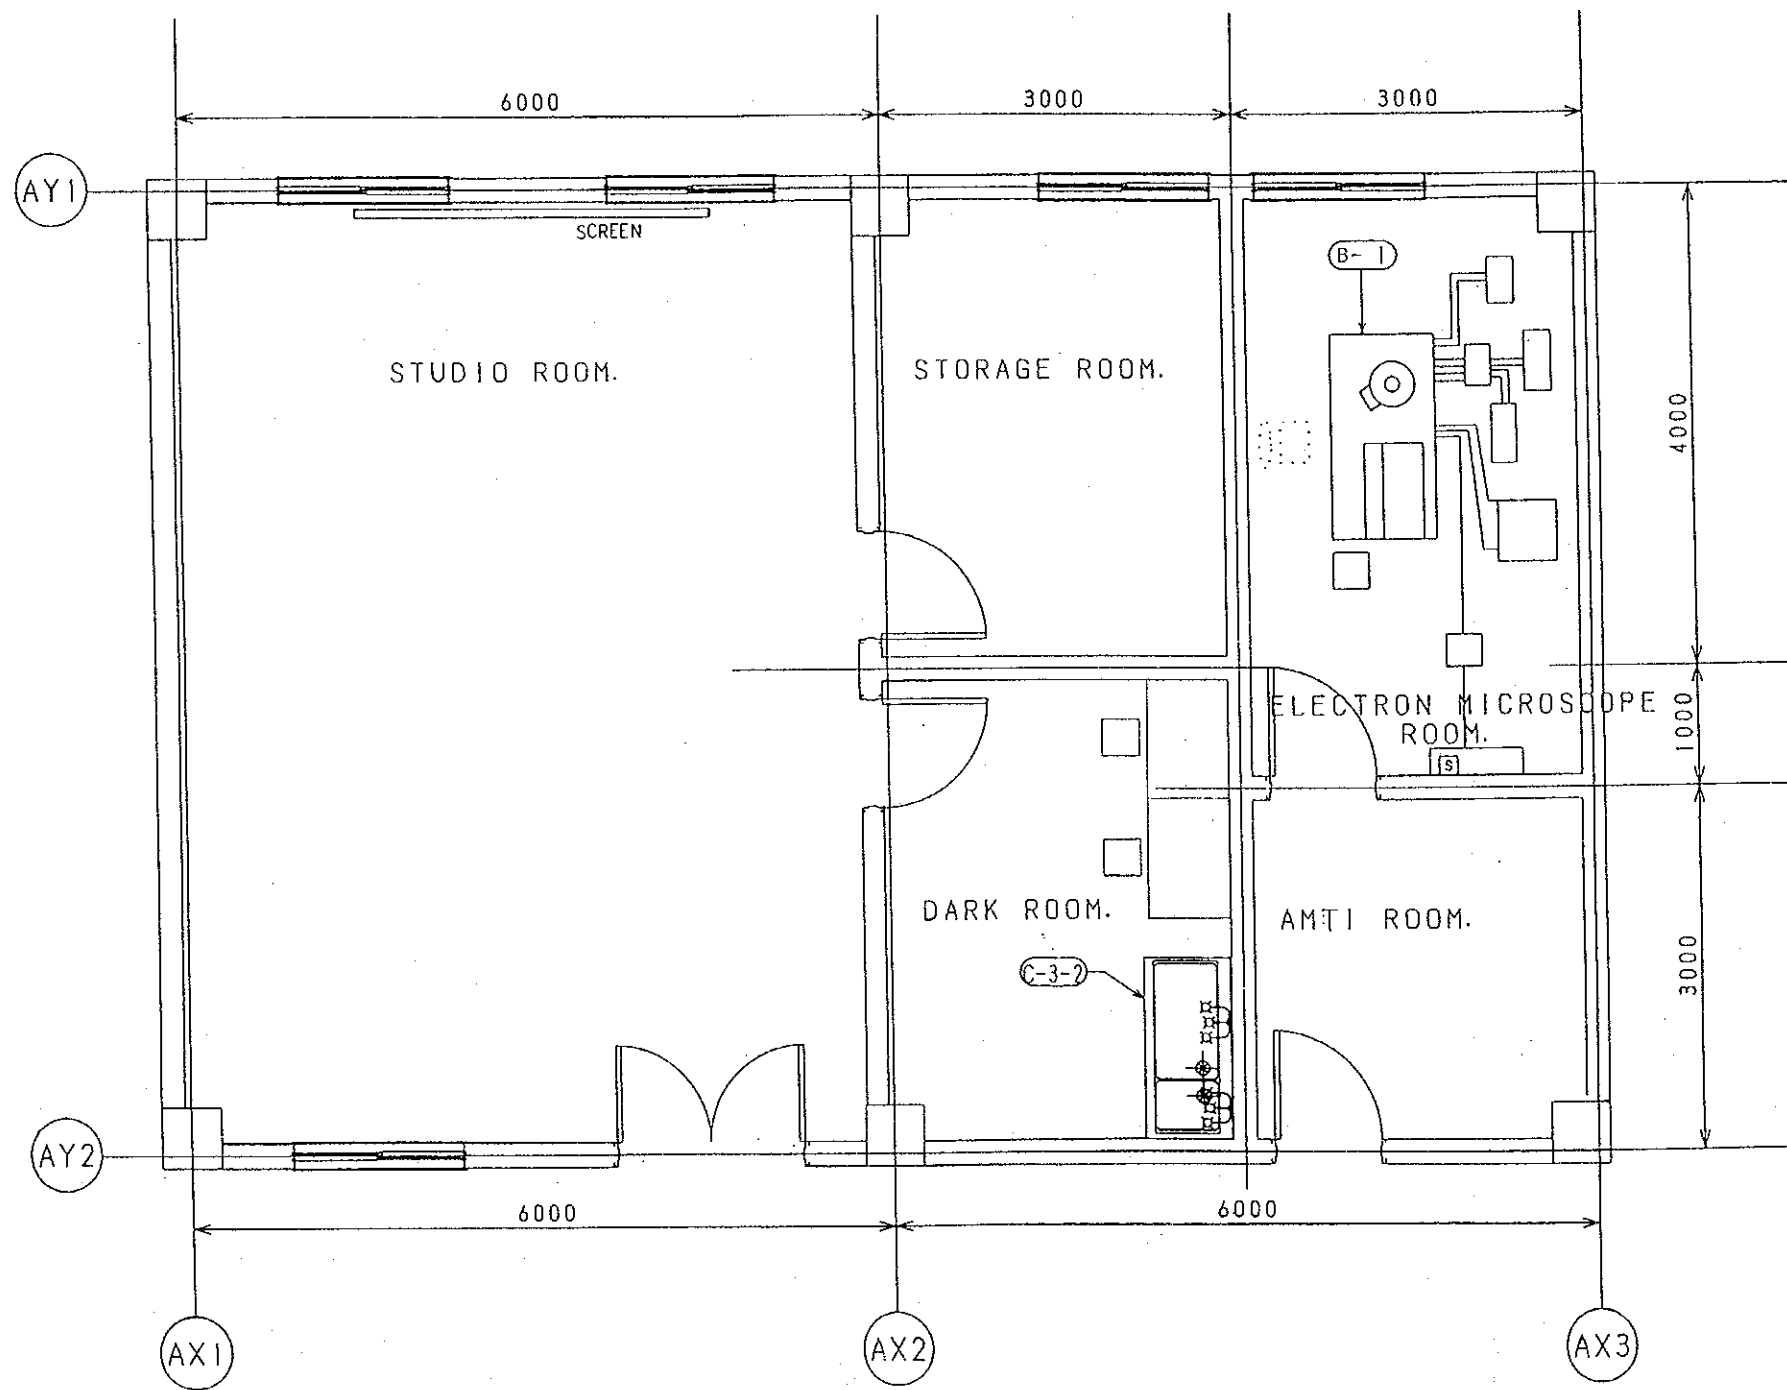 6000
3000
3000
AY1
SCREEN
B-1
STUDIO ROOM.
STORAGE ROOM.
4000
ELECTRON MICROSCOPE
ROOM.
1000
S
DARK ROOM.
AMTI ROOM.
C-3-2
3000
AY2
6000
6000
AX1
AX2
AX3